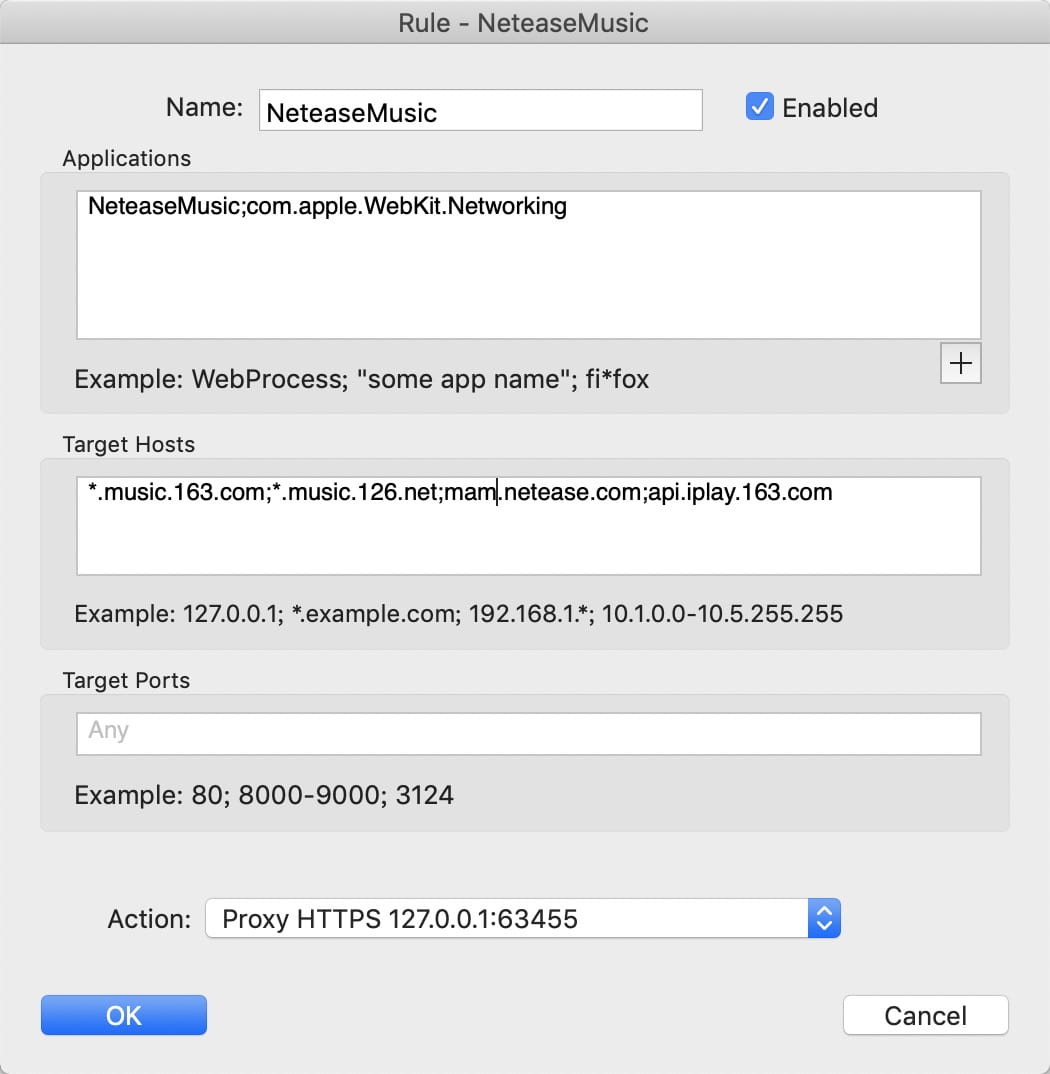 Rule - NeteaseMusic
Name: NeteaseMusic Enabled
Applications
NeteaseMusic;com.apple.WebKit.Networking
Example: WebProcess; "some app name"; fi*fox
Target Hosts
*.music.163.com;*.music.126.net;mam.netease.com;api.iplay.163.com
Example: 127.0.0.1; *.example.com; 192.168.1.*; 10.1.0.0-10.5.255.255
Target Ports
Any
Example: 80; 8000-9000; 3124
Action: Proxy HTTPS 127.0.0.1:63455
OK Cancel